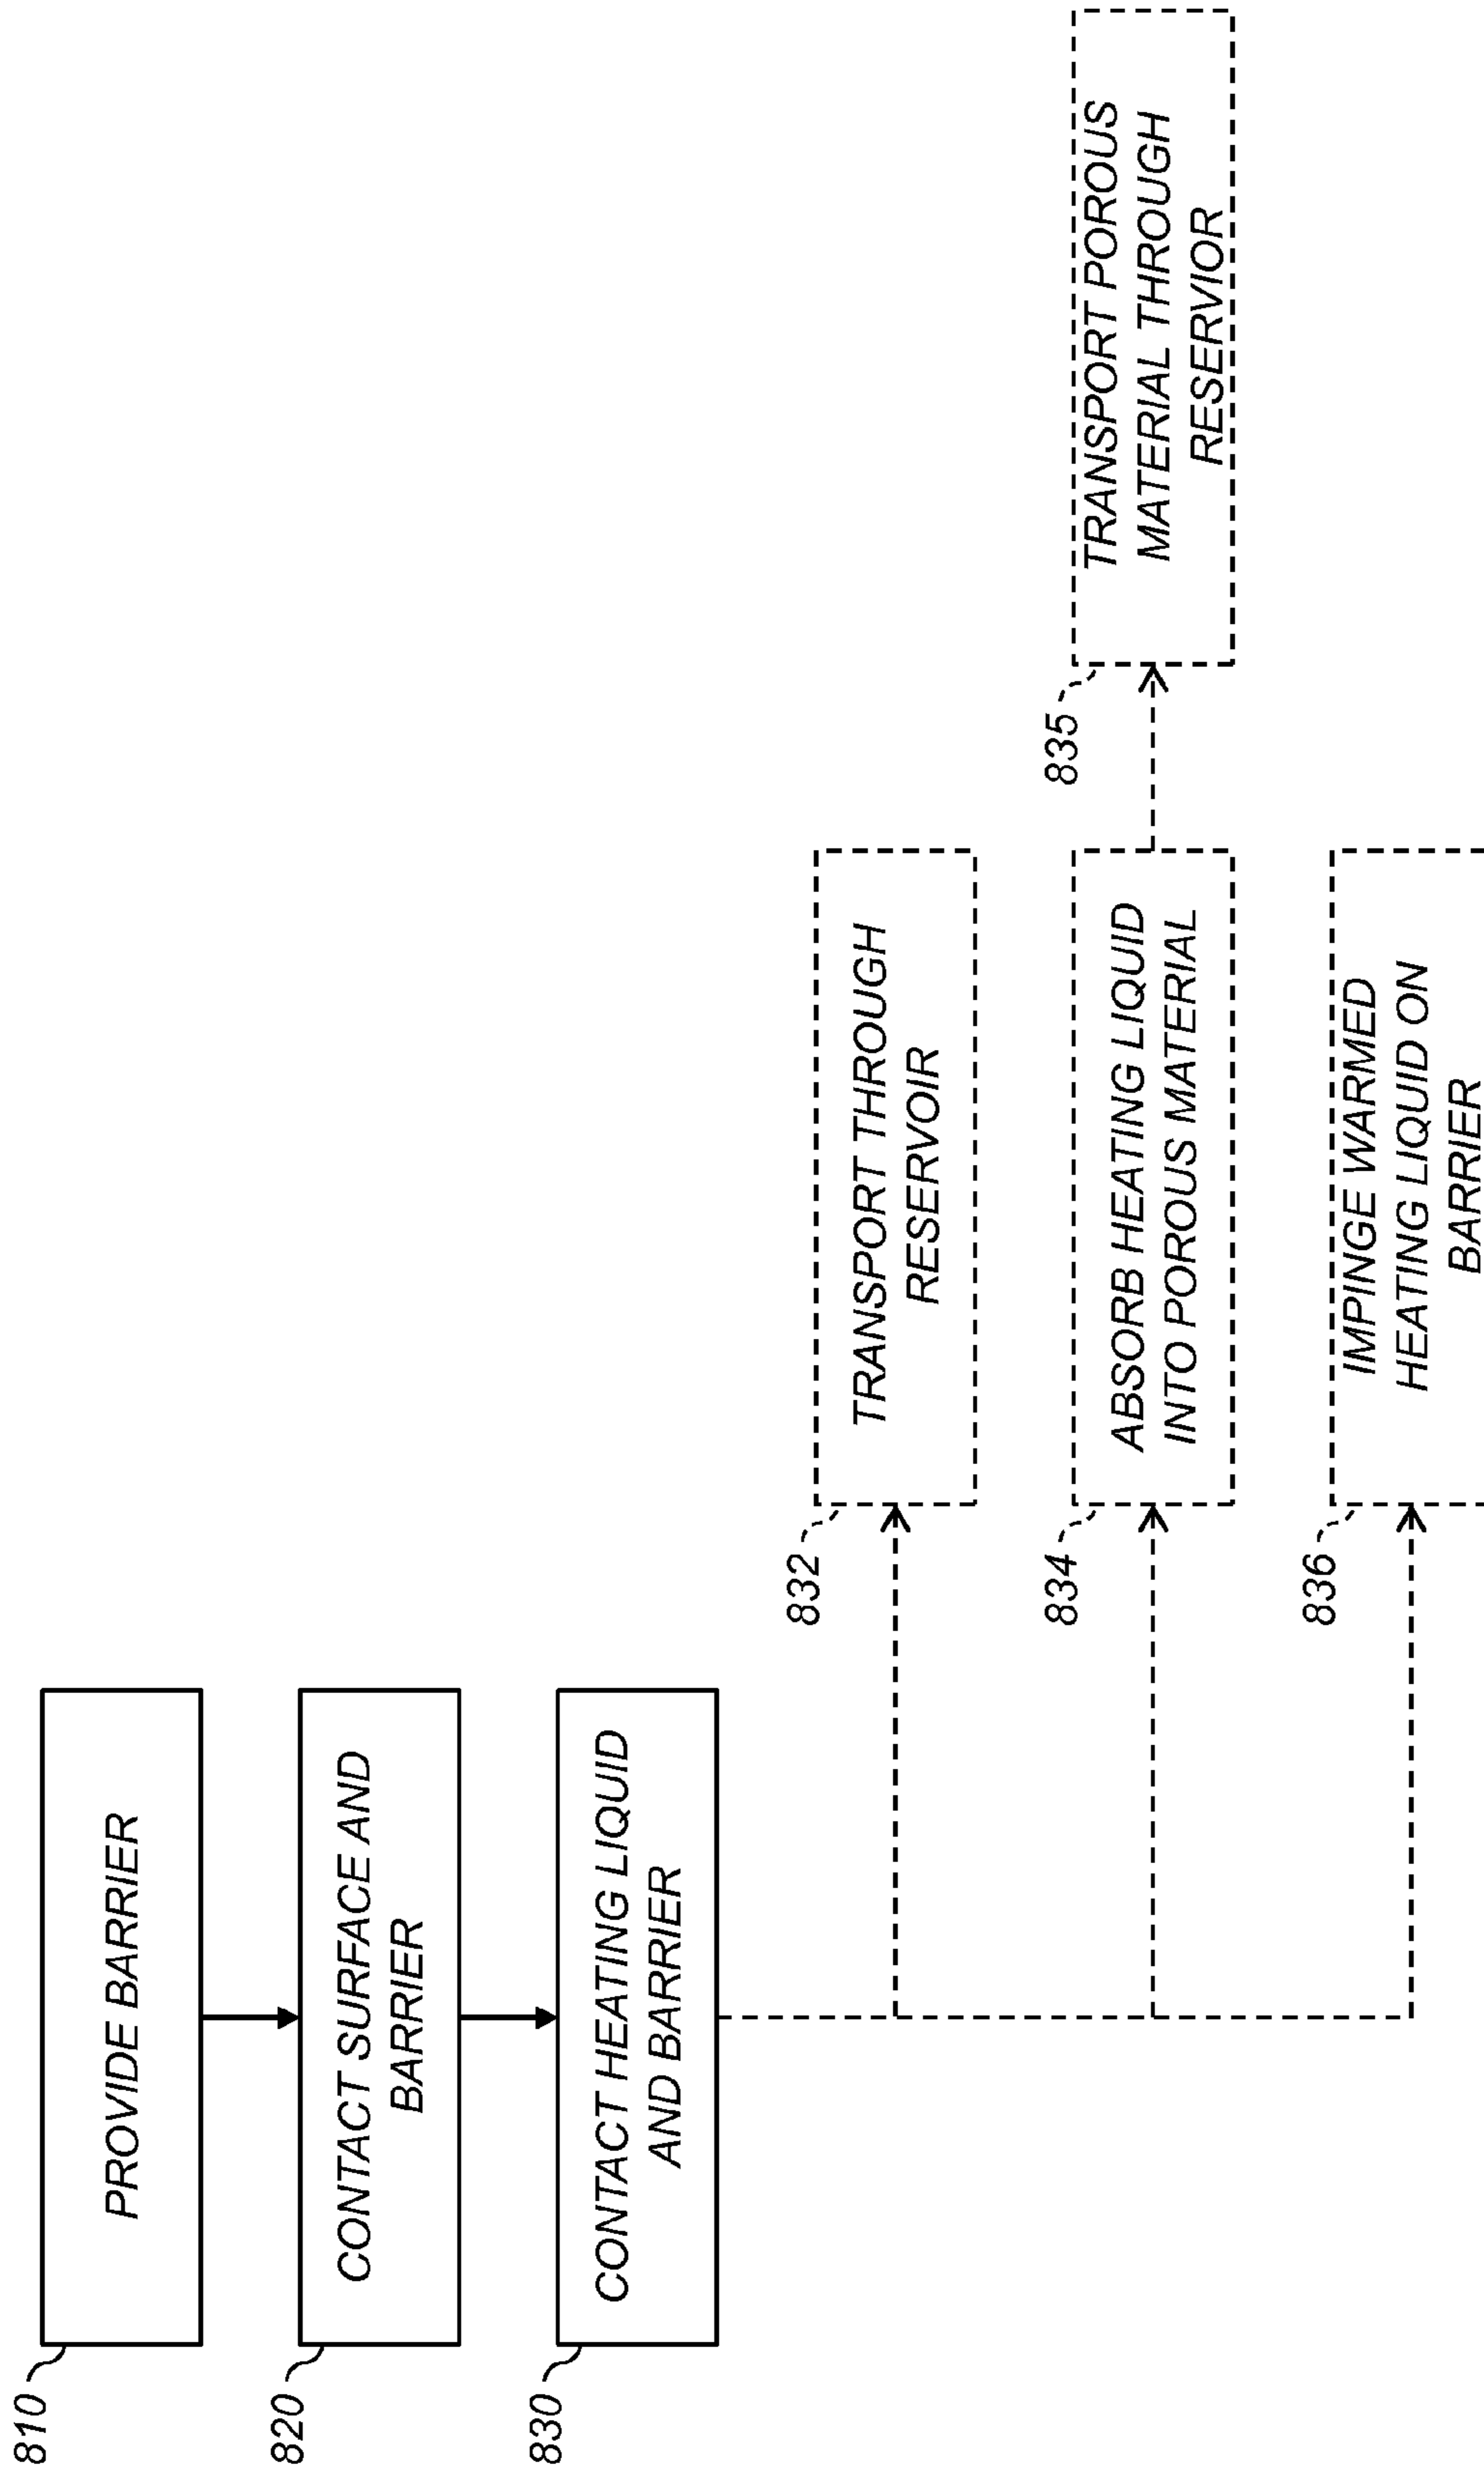 810
PROVIDE BARRIER
820
CONTACT SURFACE AND
BARRIER
830
CONTACT HEATING LIQUID
AND BARRIER
832
TRANSPORT THROUGH
RESERVOIR
834
ABSORB HEATING LIQUID
INTO POROUS MATERIAL
835
TRANSPORT POROUS
MATERIAL THROUGH
RESERVIOR
836
IMPINGE WARMED
HEATING LIQUID ON
BARRIER